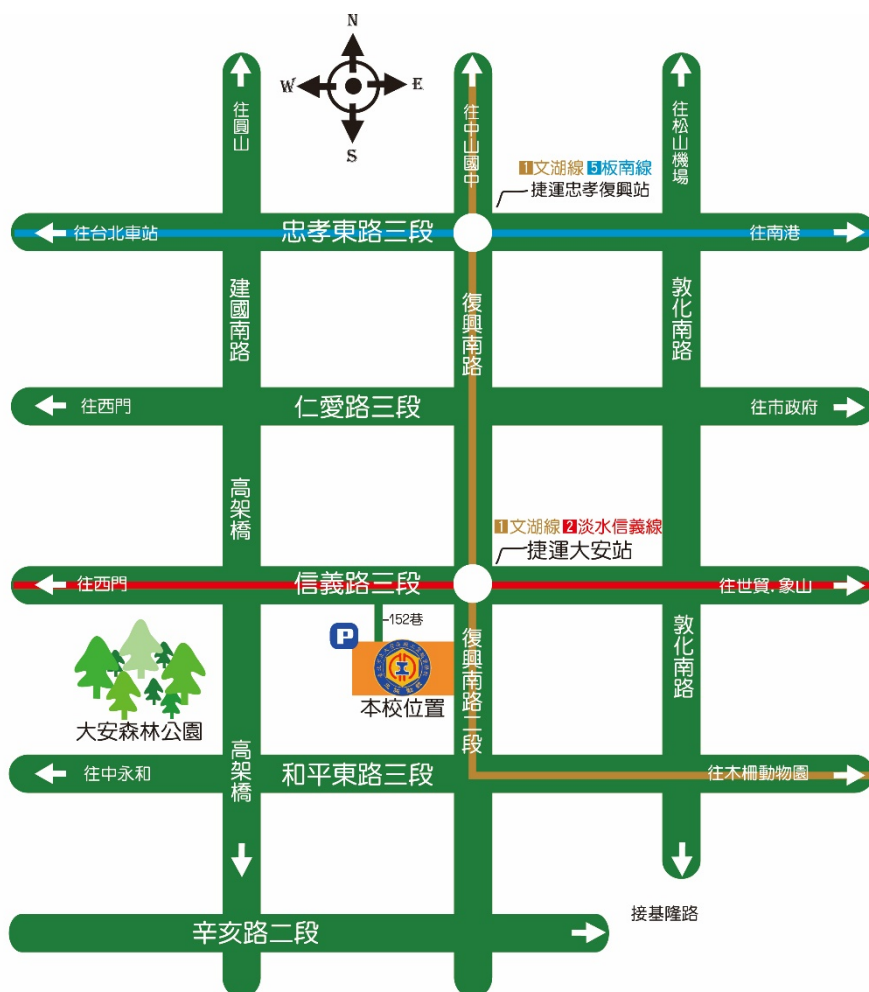 N
W E
S
往圓山
往中山國中
往松山機場
1文湖線 5板南線
捷運忠孝復興站
往台北車站
忠孝東路三段
往南港
建國南路
復興南路
敦化南路
往西門
仁愛路三段
往市政府
高架橋
1文湖線 2淡水信義線
捷運大安站
往西門
信義路三段
往世貿.象山
152巷
P
復興南路二段
敦化南路
本校位置
大安森林公園
往中永和
高架橋
和平東路三段
往木柵動物園
接基隆路
辛亥路二段